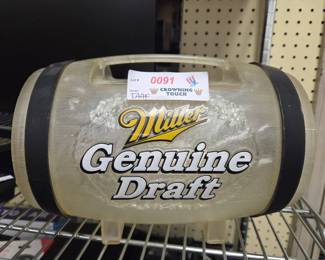 0091
CROWNING
TOUCH
Miller
Genuine
Draft